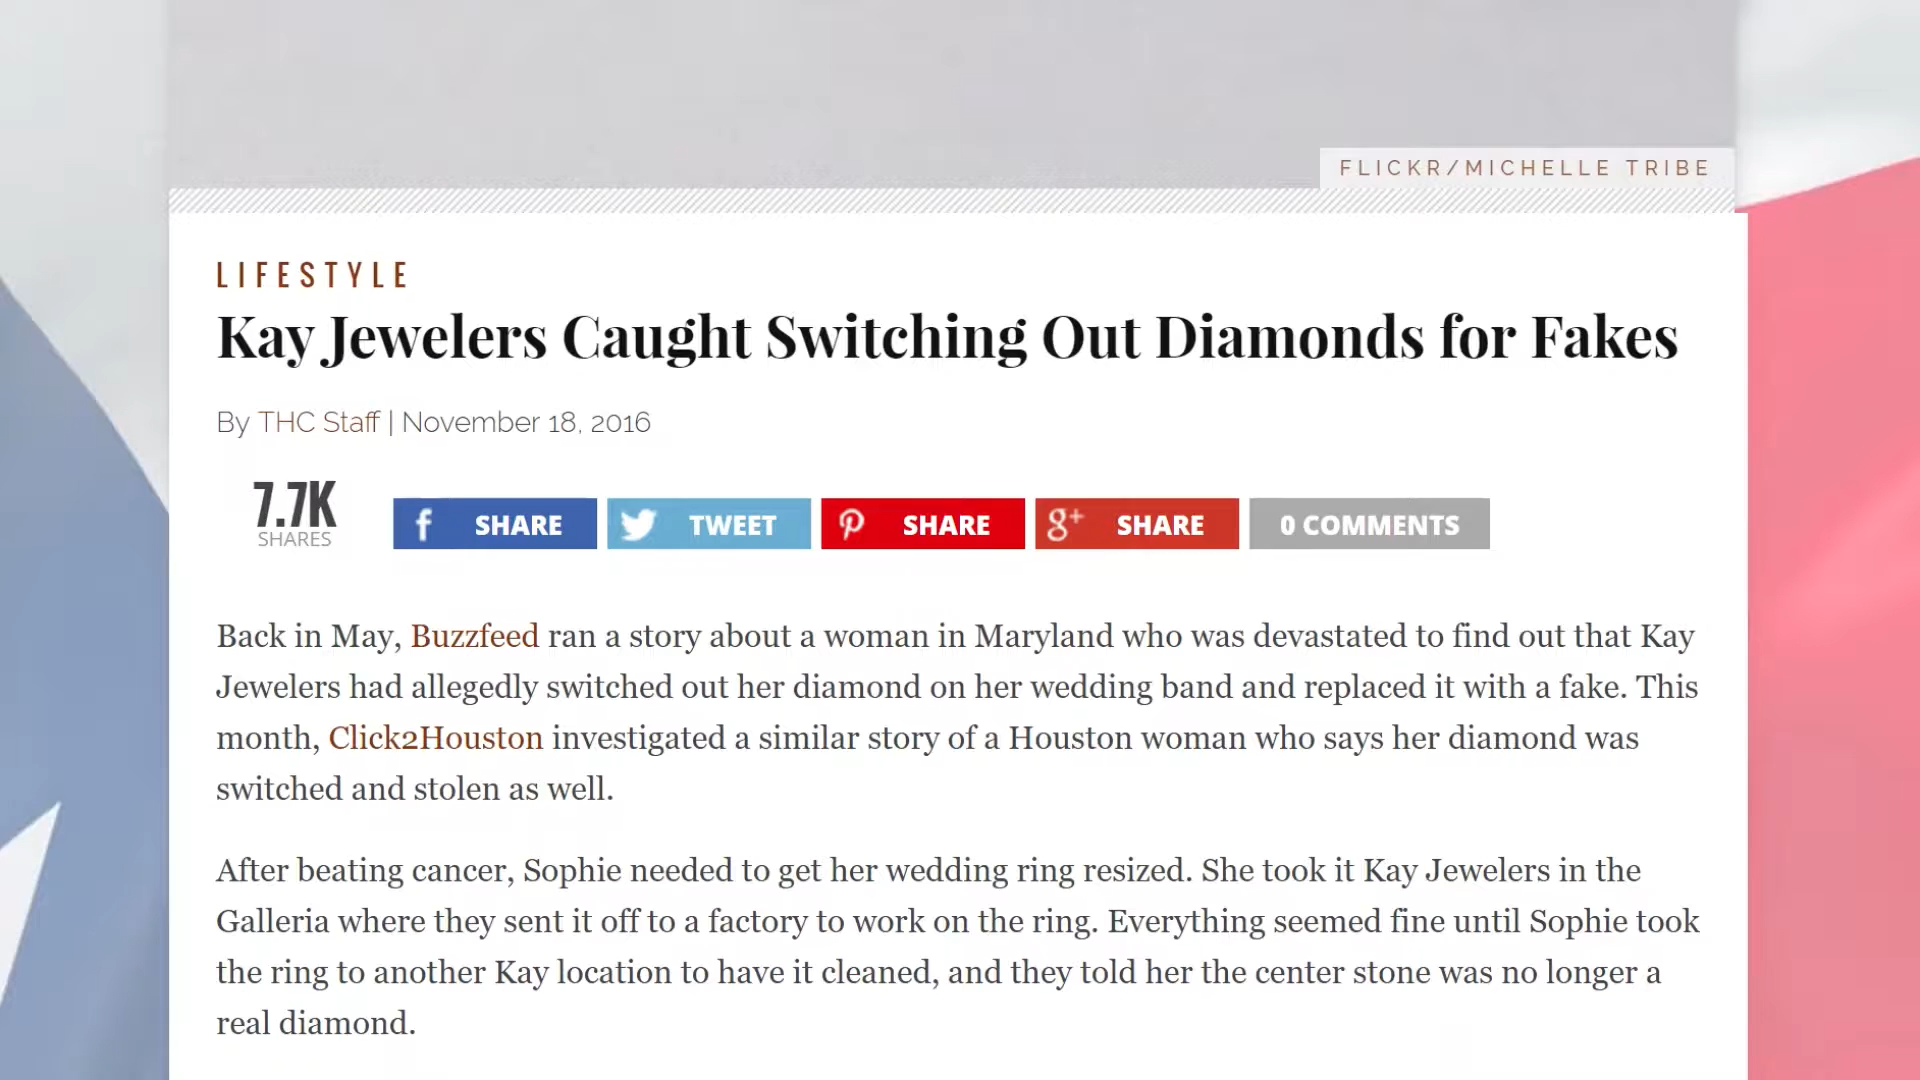 FLICKR/MICHELLE TRIBE
LIFESTYLE
Kay Jewelers Caught Switching Out Diamonds for Fakes
By THC Staff | November 18, 2016
7.7K
SHARES
f SHARE
TWEET
SHARE
g+ SHARE
0 COMMENTS
Back in May, Buzzfeed ran a story about a woman in Maryland who was devastated to find out that Kay
Jewelers had allegedly switched out her diamond on her wedding band and replaced it with a fake. This
month, Click2Houston investigated a similar story of a Houston woman who says her diamond was
switched and stolen as well.
After beating cancer, Sophie needed to get her wedding ring resized. She took it Kay Jewelers in the
Galleria where they sent it off to a factory to work on the ring. Everything seemed fine until Sophie took
the ring to another Kay location to have it cleaned, and they told her the center stone was no longer a
real diamond.